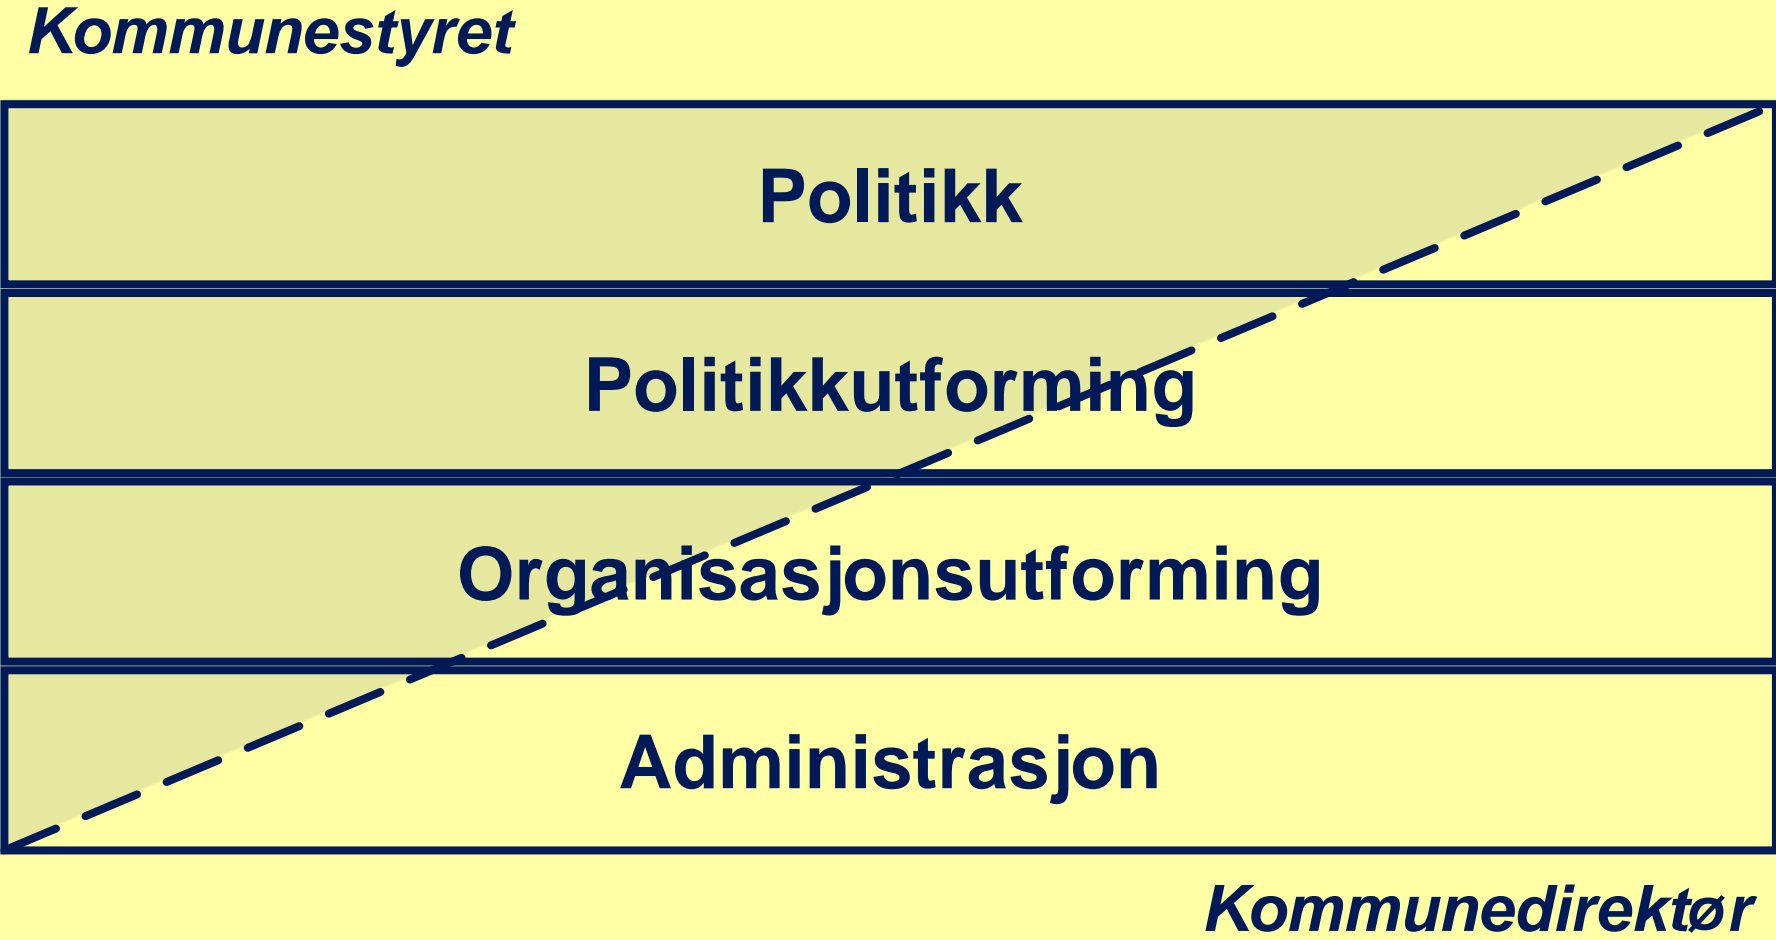 Kommunestyret
Politikk
Politikkutforming
Organisasjonsutforming
Administrasjon
Kommunedirektør